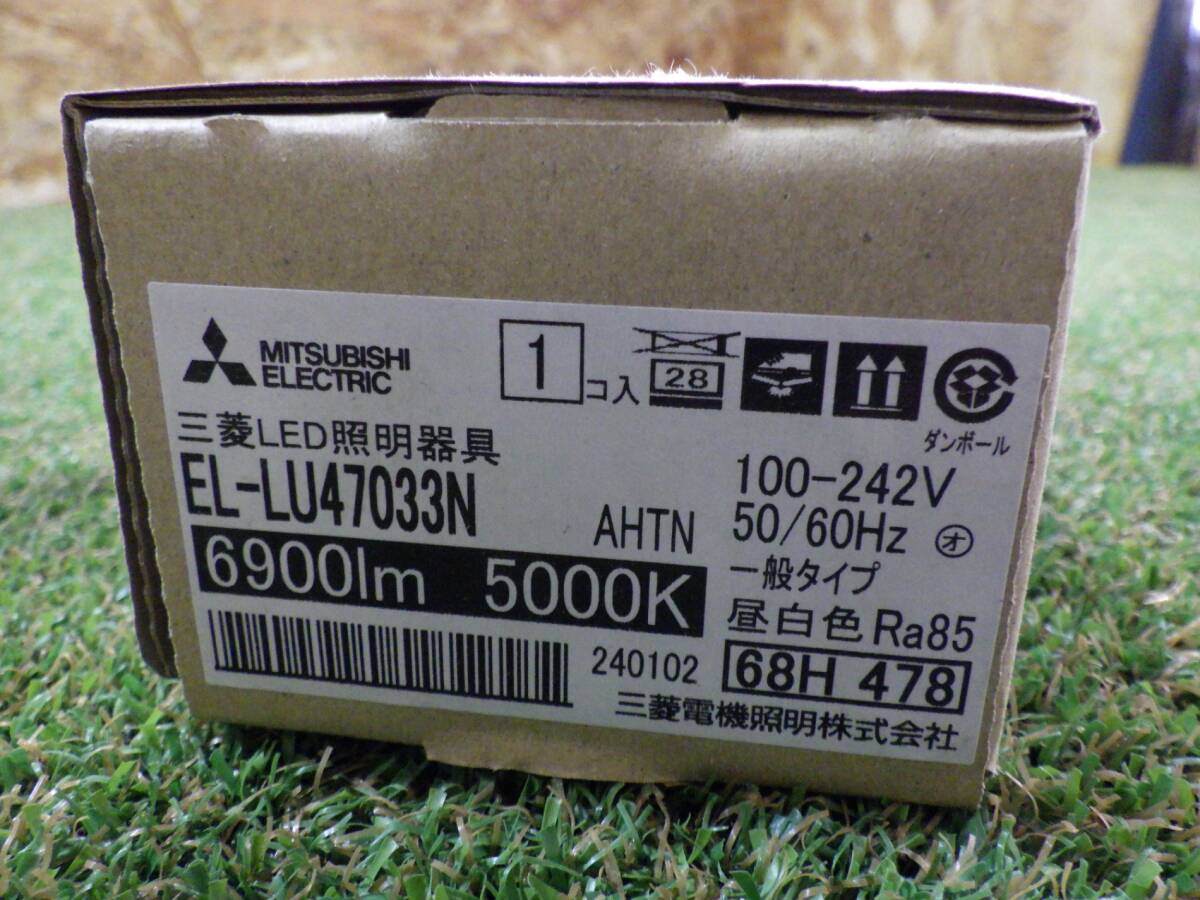 MITSUBISHI
ELECTRIC
1 コ入
28
ダンボール
三菱LED照明器具
EL-LU47033N AHTN
6900lm 5000K
100-242V
50/60Hz オ
一般タイプ
昼白色 Ra85
240102
68H 478
三菱電機照明株式会社